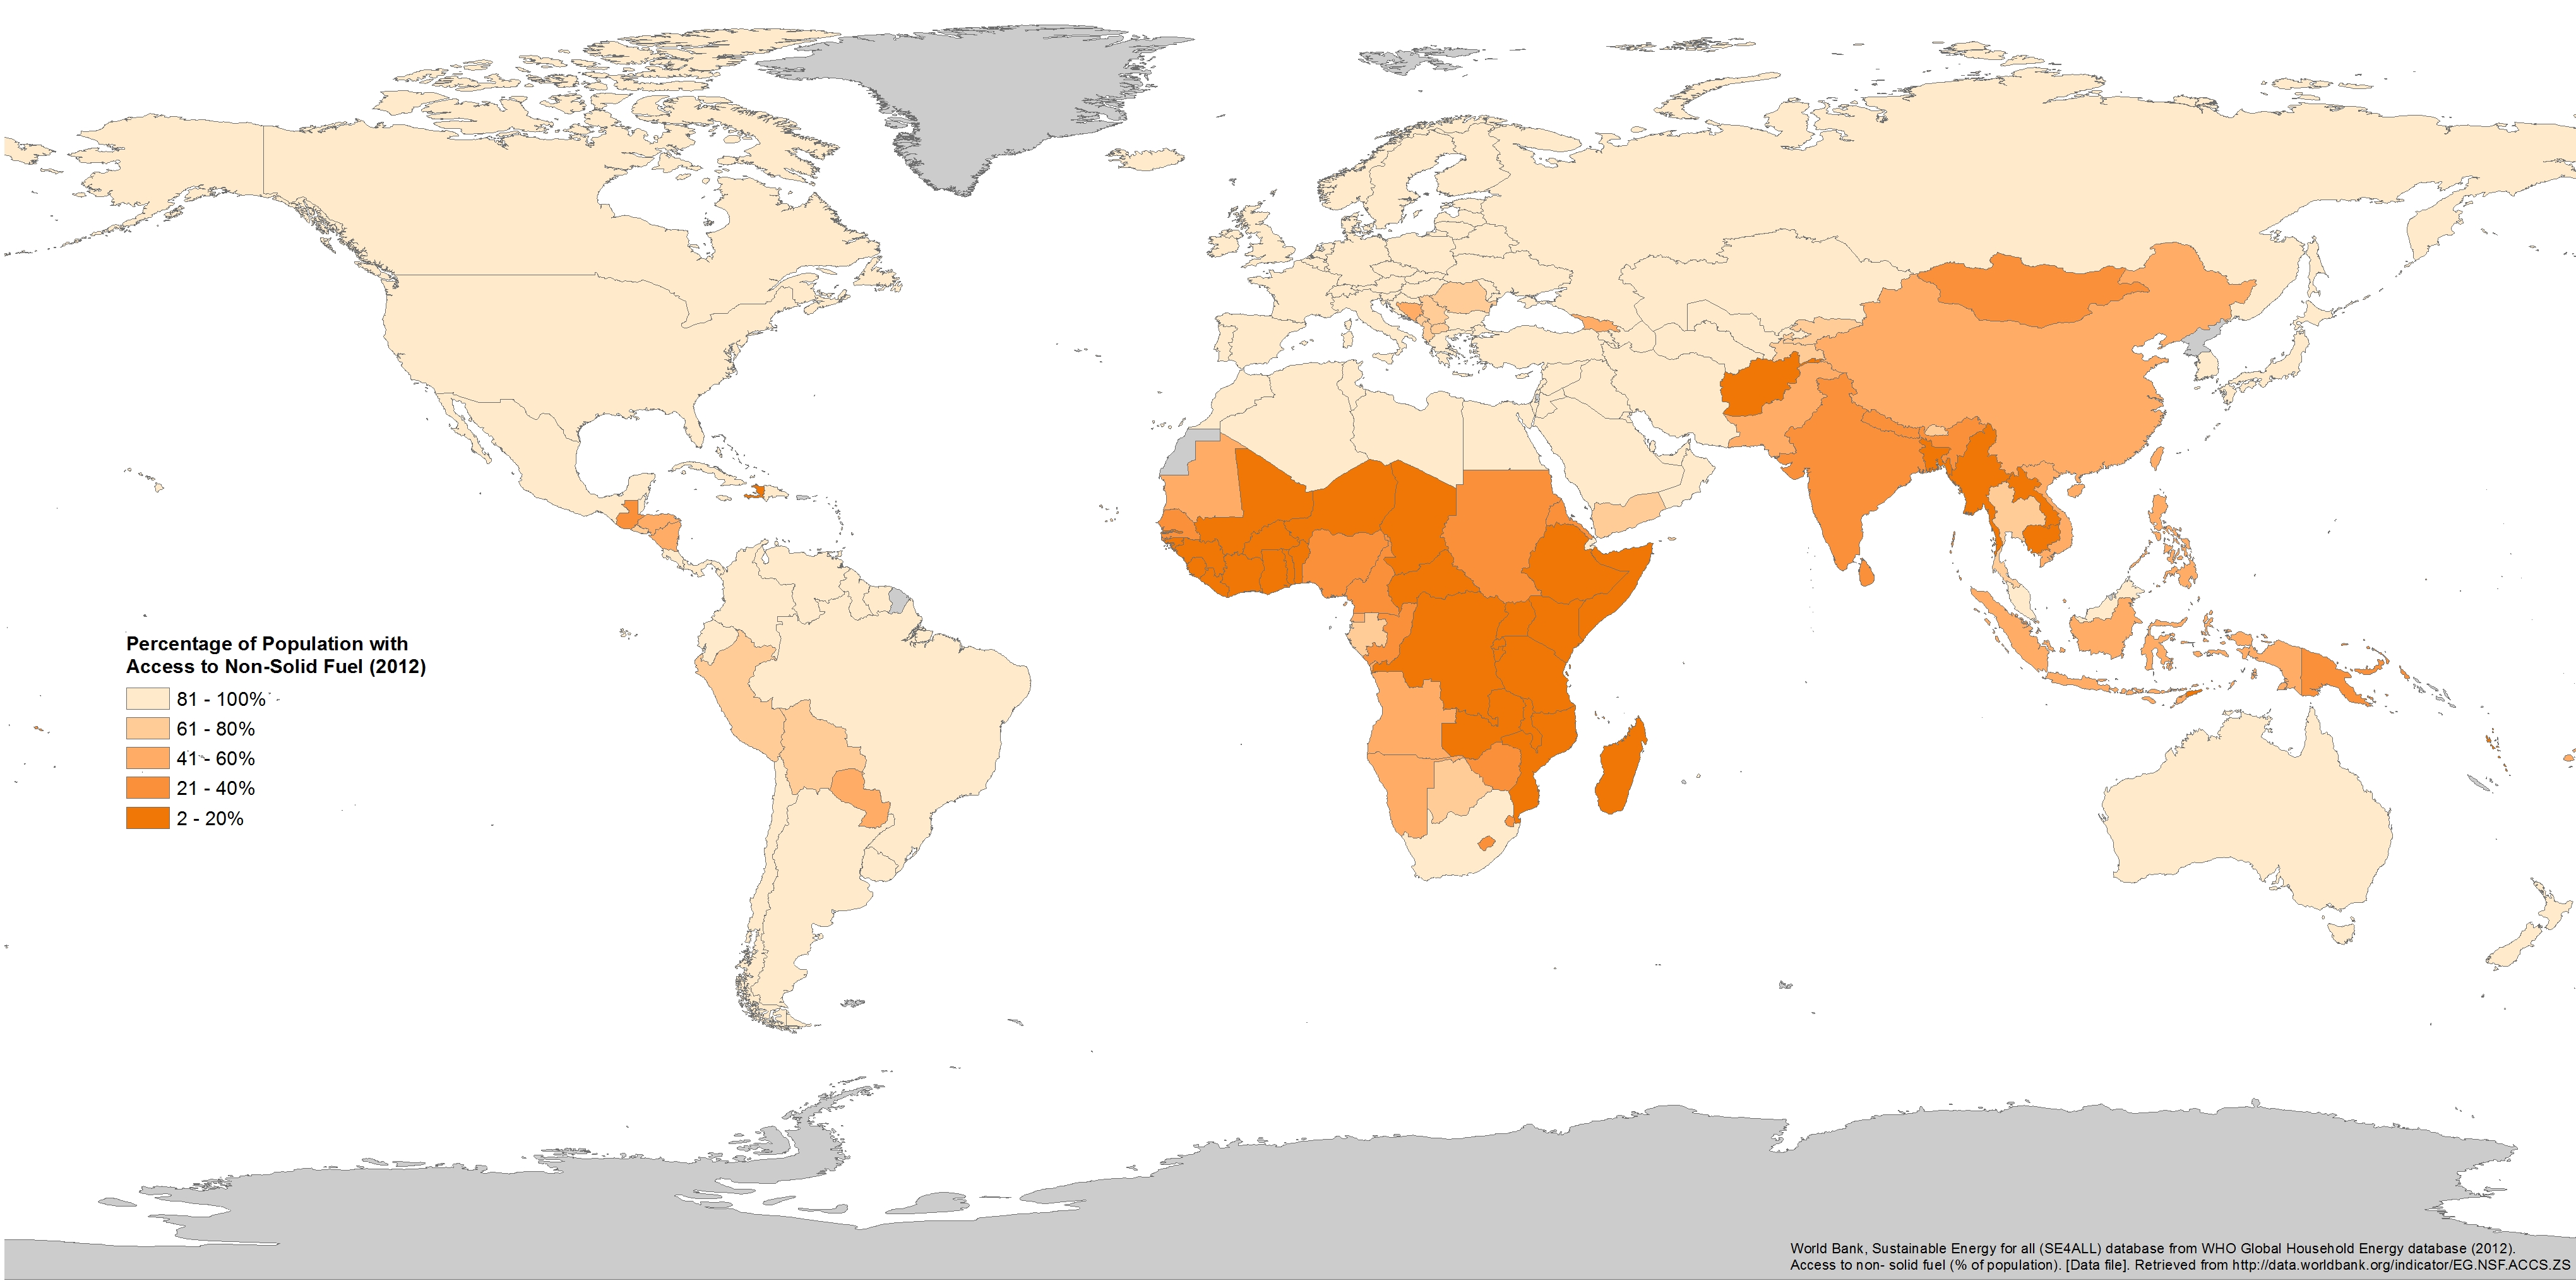 Percentage of Population with
Access to Non-Solid Fuel (2012)
81 - 100%
61 - 80%
41 - 60%
21 - 40%
2 - 20%
World Bank, Sustainable Energy for all (SE4ALL) database from WHO Global Household Energy database (2012).
Access to non- solid fuel (% of population). [Data file]. Retrieved from http://data.worldbank.org/indicator/EG.NSF.ACCS.ZS